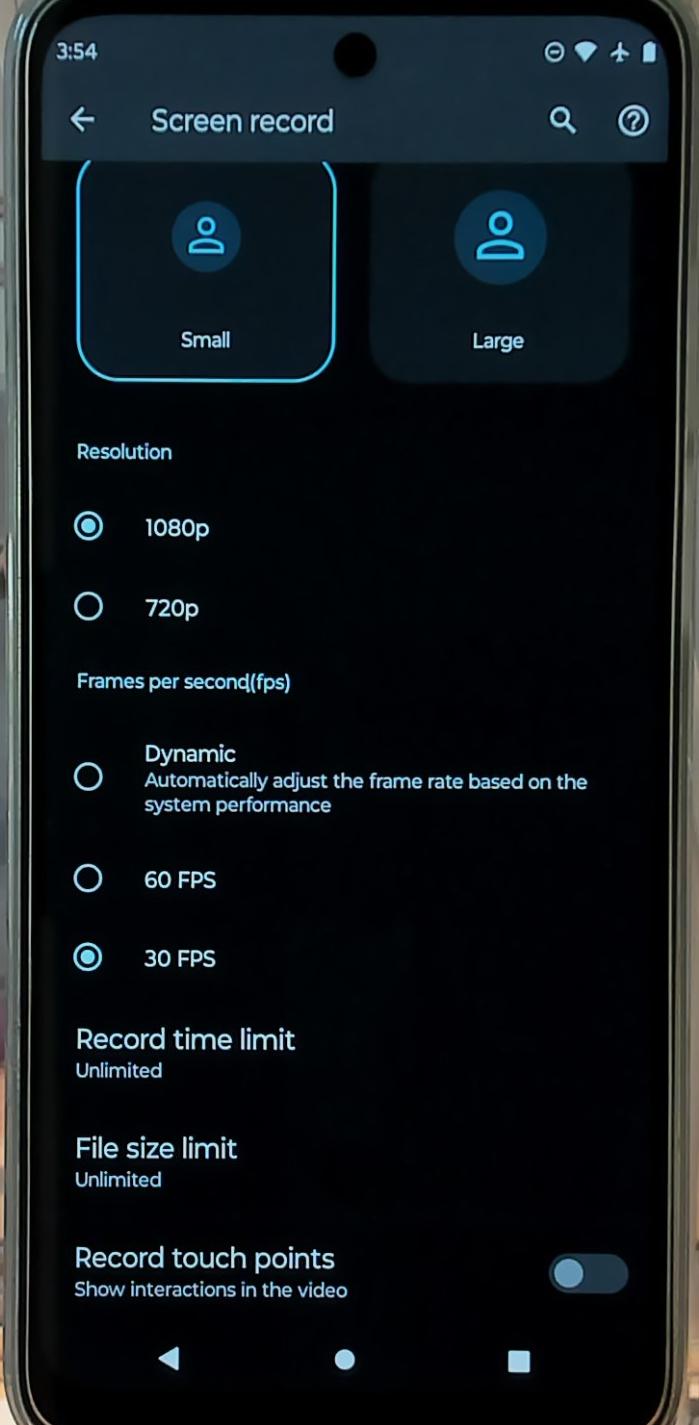 3:54
Screen record
Small
Large
Resolution
1080p
720p
Frames per second(fps)
Dynamic
Automatically adjust the frame rate based on the
system performance
60 FPS
30 FPS
Record time limit
Unlimited
File size limit
Unlimited
Record touch points
Show interactions in the video